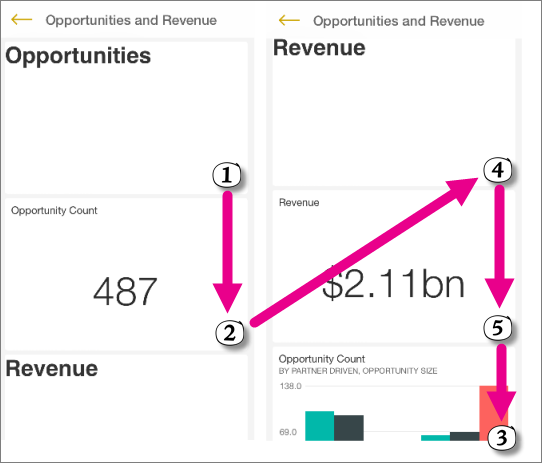 Opportunities and Revenue
Opportunities
1
Opportunity Count
487
2
Revenue
Opportunities and Revenue
Revenue
4
Revenue
$2.11bn
5
Opportunity Count
BY PARTNER DRIVEN, OPPORTUNITY SIZE
138.0
69.0
3